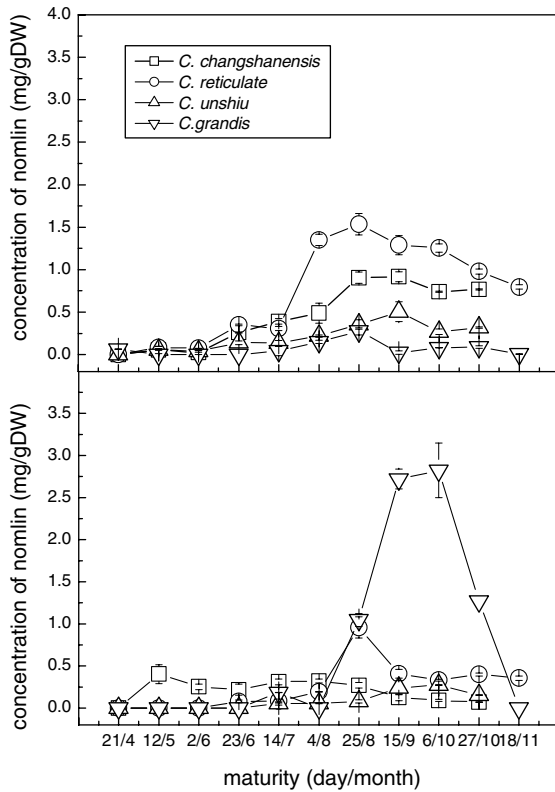 4.0
3.5
3.0
2.5
2.0
1.5
1.0
0.5
0.0
concentration of nomlin (mg/gDW)
C. changshanensis
C. reticulate
C. unshiu
C.grandis
3.0
2.5
2.0
1.5
1.0
0.5
0.0
concentration of nomlin (mg/gDW)
21/4 12/5 2/6 23/6 14/7 4/8 25/8 15/9 6/10 27/10 18/11
maturity (day/month)